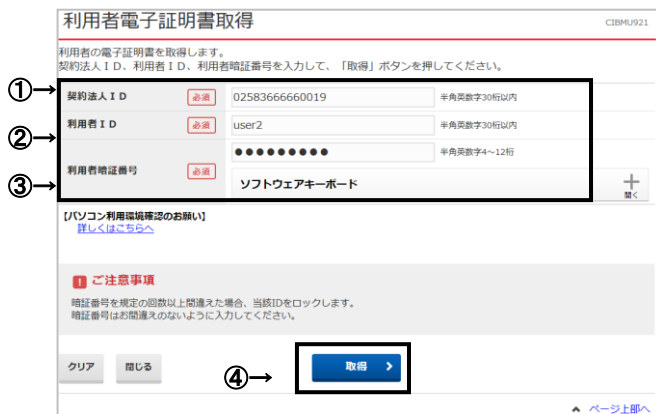 利用者電子証明書取得
CIBMU921
利用者の電子証明書を取得します。
契約法人ＩＤ、利用者ＩＤ、利用者暗証番号を入力して、「取得」ボタンを押してください。
①→
契約法人ＩＤ 必須 02583666660019 半角英数字30桁以内
②→
利用者ＩＤ 必須 user2 半角英数字30桁以内
●●●●●●●●● 半角英数字4～12桁
③→
利用者暗証番号 必須
ソフトウェアキーボード
開く
【パソコン利用環境確認のお願い】
詳しくはこちらへ
! ご注意事項
暗証番号を規定の回数以上間違えた場合、当該IDをロックします。
暗証番号はお間違えのないように入力してください。
クリア 閉じる ④→ 取得
ページ上部へ